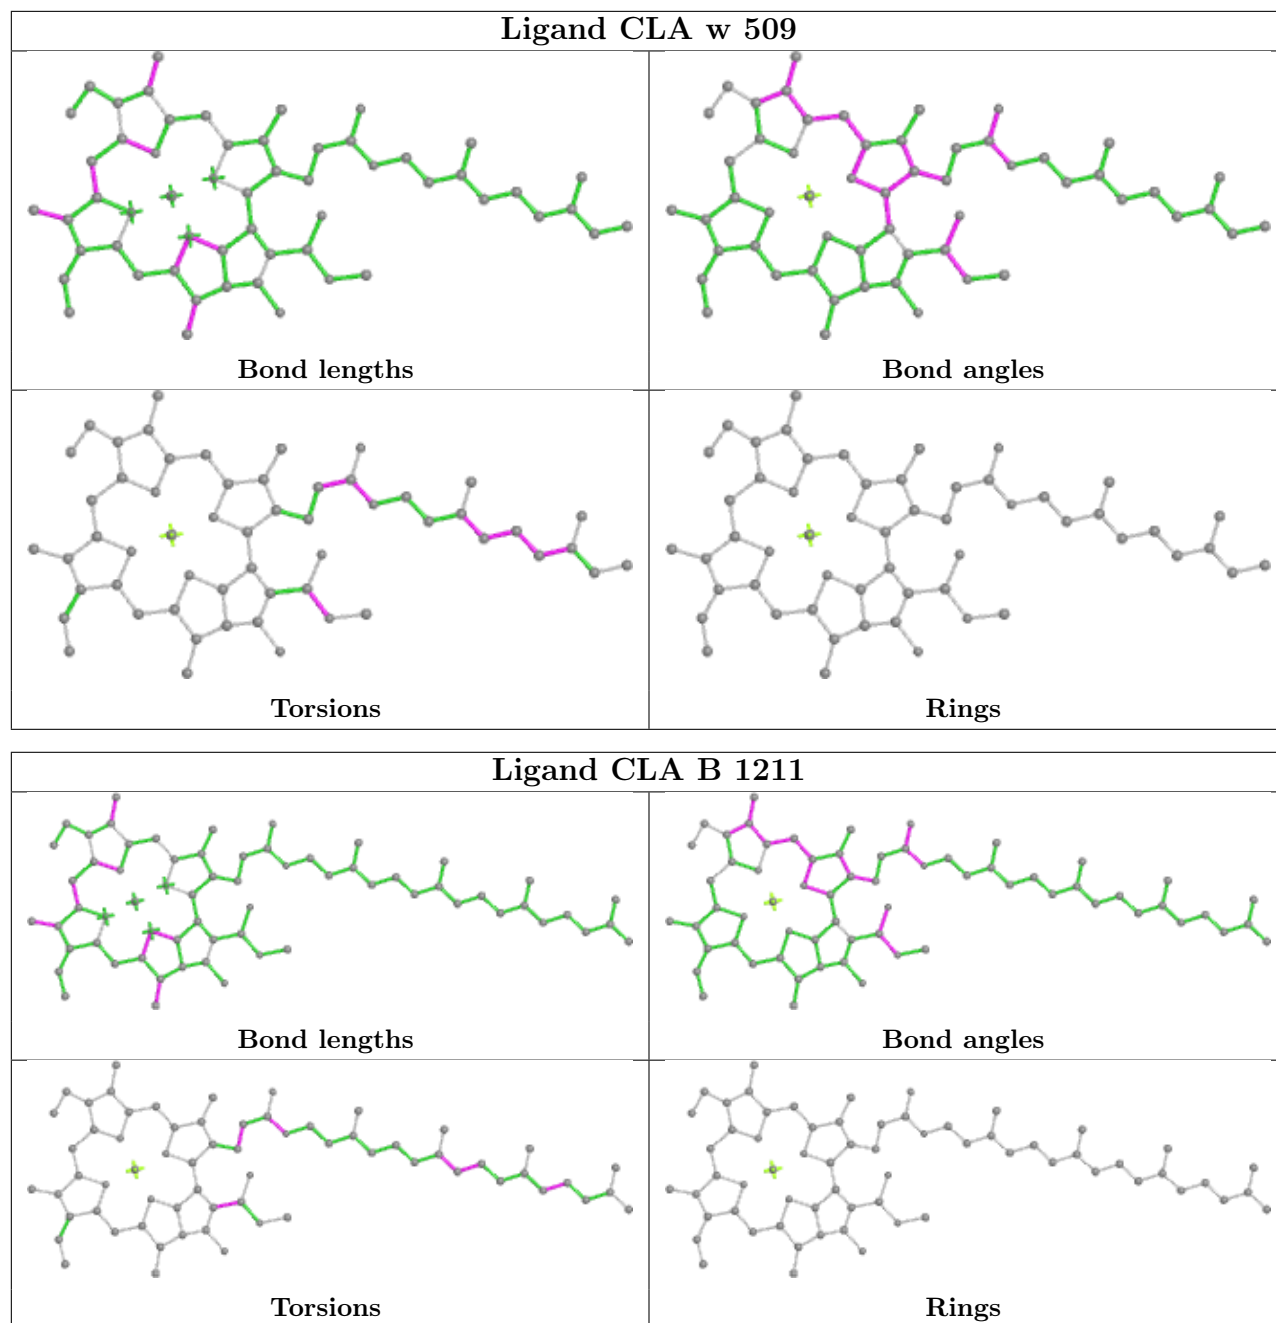 Ligand CLA w 509
Bond lengths
Bond angles
Torsions
Rings
Ligand CLA B 1211
Bond lengths
Bond angles
Torsions
Rings